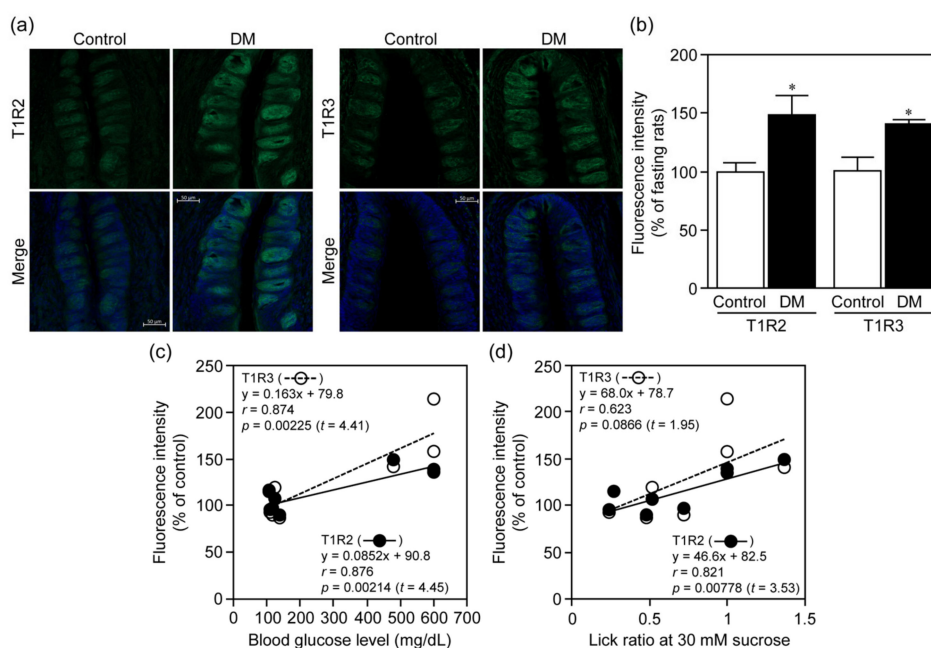 (a)
Control
DM
Control
DM
T1R2
T1R3
Merge
Merge
50 μm
50 μm
50 μm
(b)
Fluorescence intensity
(% of fasting rats)
200
150
100
50
0
*
*
Control DM Control DM
T1R2 T1R3
(c)
Fluorescence intensity
(% of control)
250
200
150
100
50
0
T1R3 ( )
y = 0.163x + 79.8
r = 0.874
p = 0.00225 (t = 4.41)
T1R2 ( )
y = 0.0852x + 90.8
r = 0.876
p = 0.00214 (t = 4.45)
0 100 200 300 400 500 600 700
Blood glucose level (mg/dL)
(d)
Fluorescence intensity
(% of control)
250
200
150
100
50
0
T1R3 ( )
y = 68.0x + 78.7
r = 0.623
p = 0.0866 (t = 1.95)
T1R2 ( )
y = 46.6x + 82.5
r = 0.821
p = 0.00778 (t = 3.53)
0 0.5 1.0 1.5
Lick ratio at 30 mM sucrose